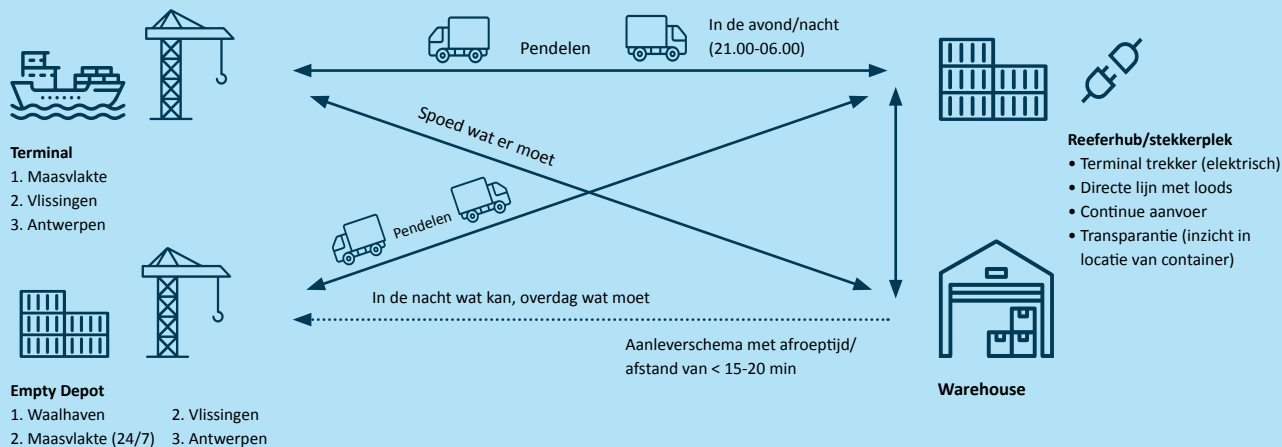 Pendelen
In de avond/nacht
(21.00-06.00)
Spoed wat er moet
Terminal
1. Maasvlakte
2. Vlissingen
3. Antwerpen
Reeferhub/stekkerplek
• Terminal trekker (elektrisch)
• Directe lijn met loods
• Continue aanvoer
• Transparantie (inzicht in
locatie van container)
Pendelen
In de nacht wat kan, overdag wat moet
Aanleverschema met afroeptijd/
afstand van < 15-20 min
Empty Depot
1. Waalhaven
2. Maasvlakte (24/7)
2. Vlissingen
3. Antwerpen
Warehouse